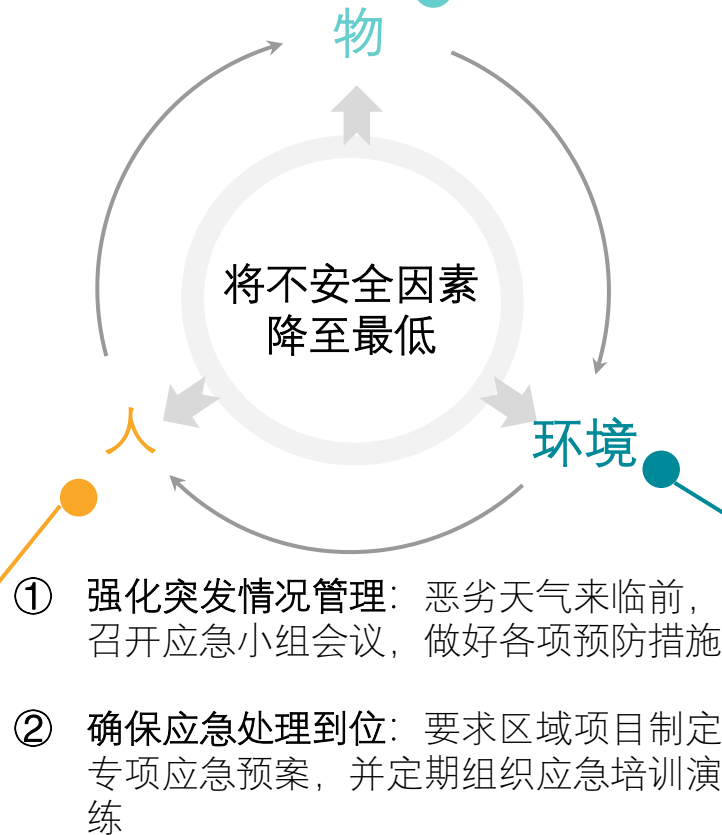 物
将不安全因素
降至最低
人
环境
① 强化突发情况管理：恶劣天气来临前，
召开应急小组会议，做好各项预防措施
② 确保应急处理到位：要求区域项目制定
专项应急预案，并定期组织应急培训演
练